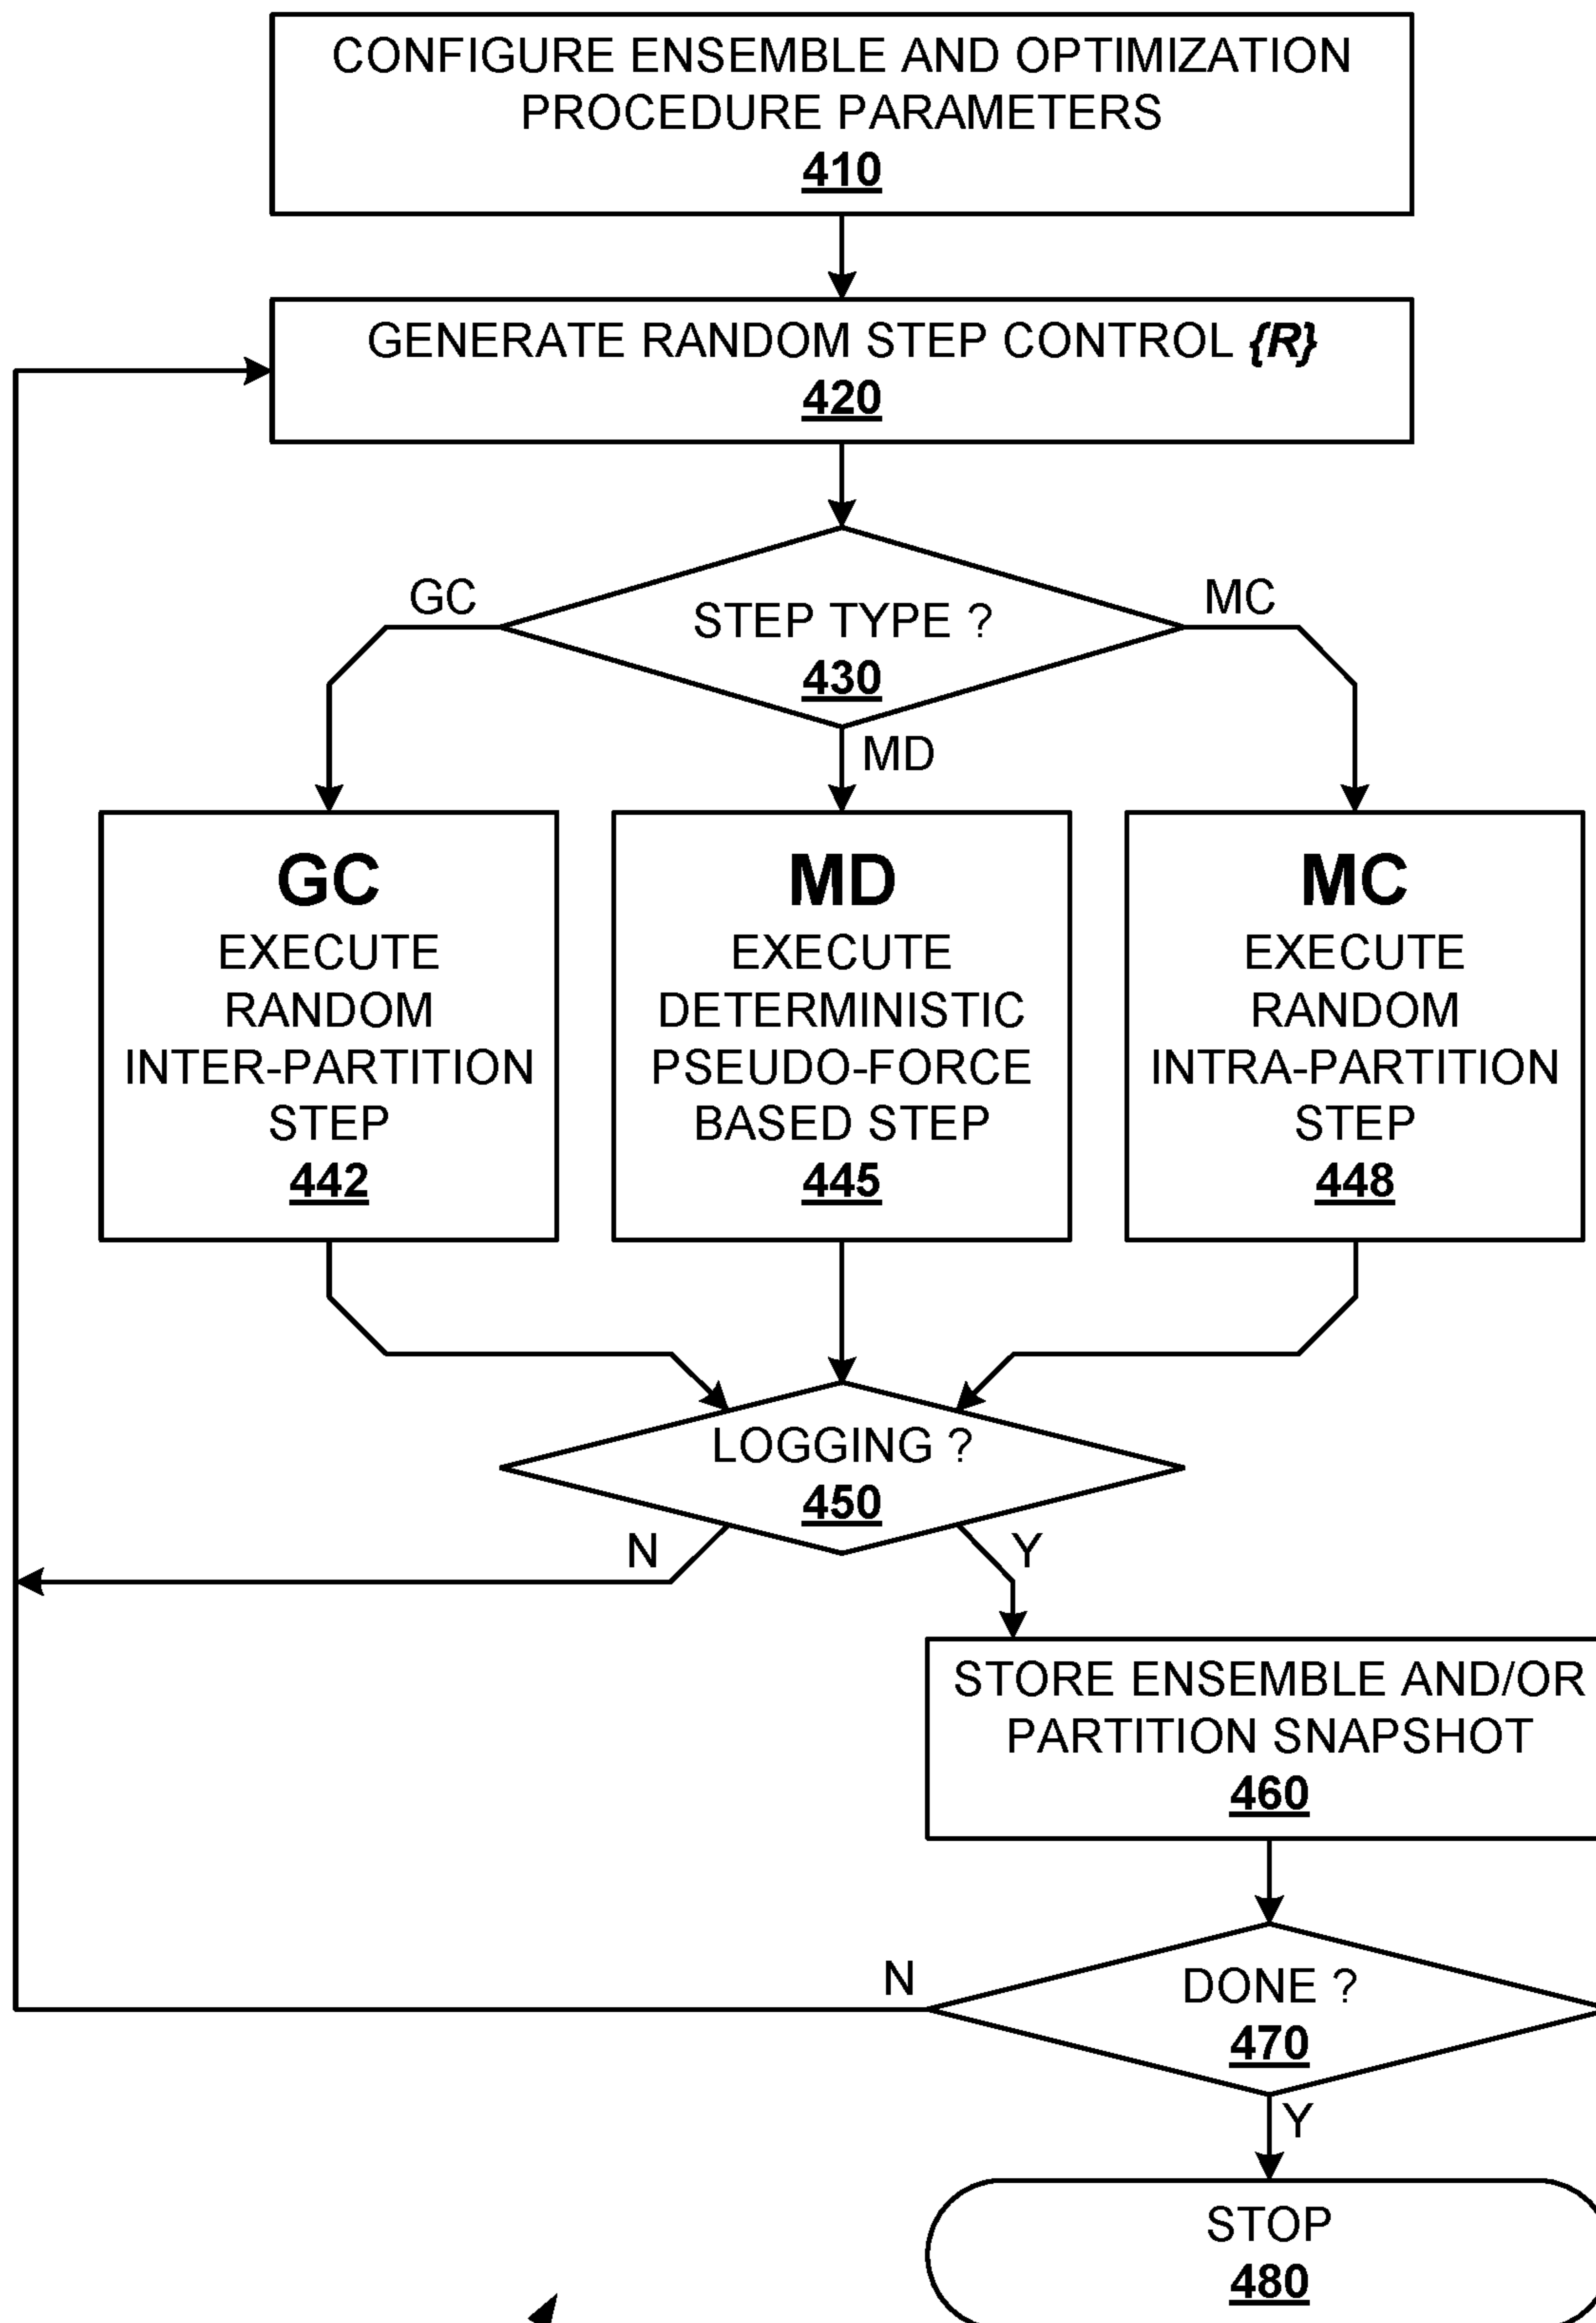 CONFIGURE ENSEMBLE AND OPTIMIZATION
PROCEDURE PARAMETERS
410
GENERATE RANDOM STEP CONTROL {R}
420
GC
MC
STEP TYPE ?
430
MD
GC
EXECUTE
RANDOM
INTER-PARTITION
STEP
442
MD
EXECUTE
DETERMINISTIC
PSEUDO-FORCE
BASED STEP
445
MC
EXECUTE
RANDOM
INTRA-PARTITION
STEP
448
LOGGING ?
450
N
Y
STORE ENSEMBLE AND/OR
PARTITION SNAPSHOT
460
N
DONE ?
470
Y
STOP
480